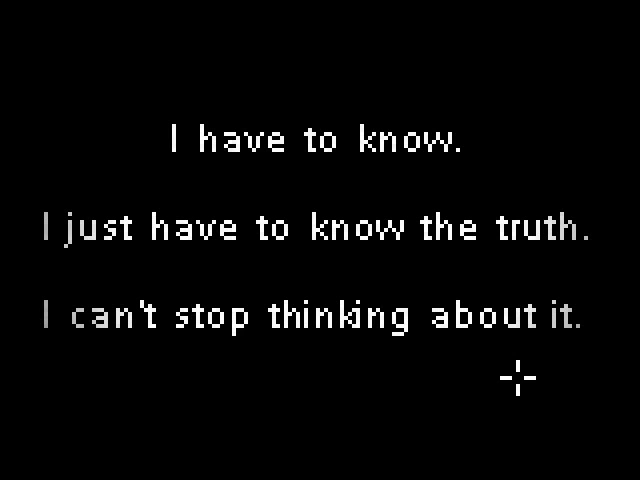 I have to know.
I just have to know the truth.
I can't stop thinking about it.